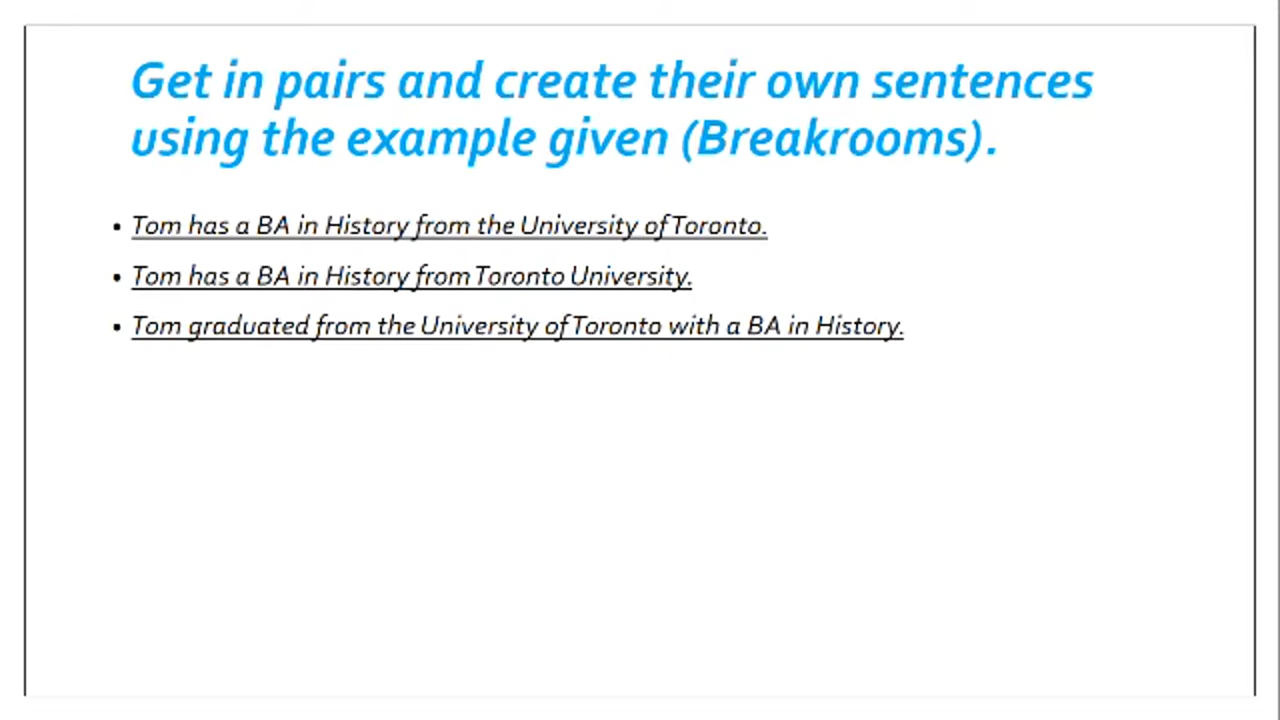 Get in pairs and create their own sentences
using the example given (Breakrooms).
• Tom has a BA in History from the University of Toronto.
• Tom has a BA in History from Toronto University.
• Tom graduated from the University of Toronto with a BA in History.